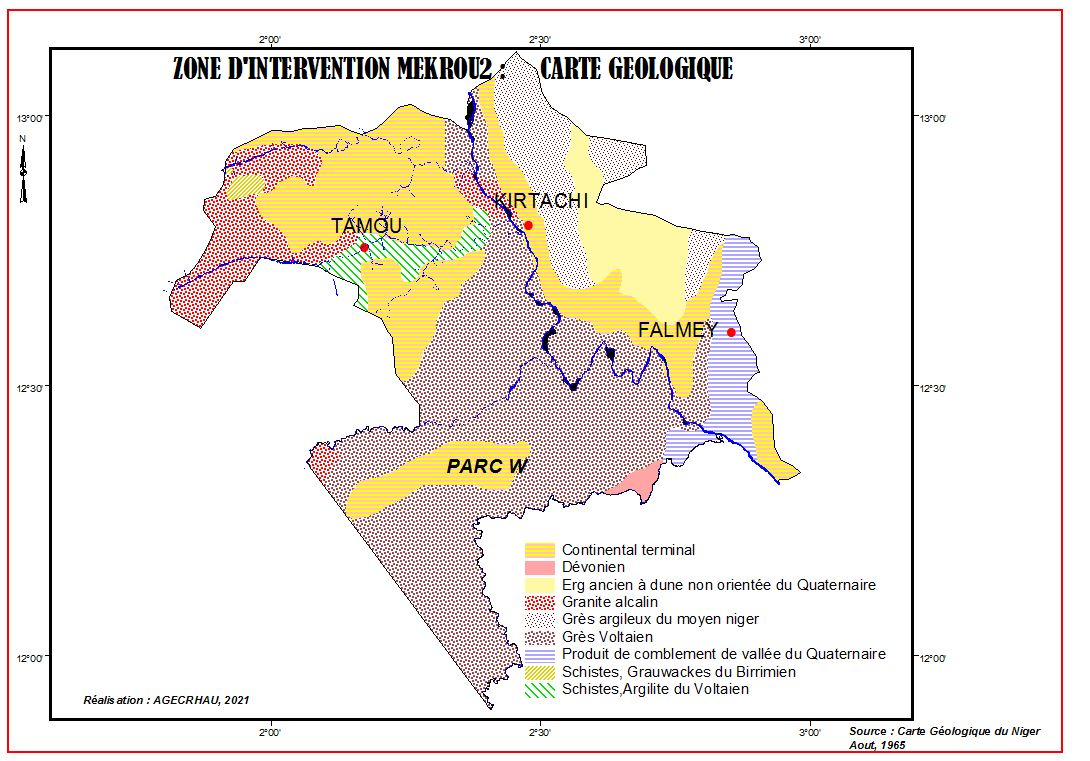 2°00' 2°30' 3°00'
ZONE D'INTERVENTION MEKROU2 : CARTE GEOLOGIQUE
13°00' 13°00'
N
KIRTACHI
TAMOU
FALMEY
12°30' 12°30'
PARC W
Continental terminal
Dévonien
Erg ancien à dune non orientée du Quaternaire
Granite alcalin
Grès argileux du moyen niger
Grès Voltaien
Produit de comblement de vallée du Quaternaire
12°00' 12°00'
Schistes, Grauwackes du Birrimien
Schistes,Argilite du Voltaien
Réalisation : AGECRHAU, 2021
2°00' 2°30' 3°00'
Source : Carte Géologique du Niger
Aout, 1965